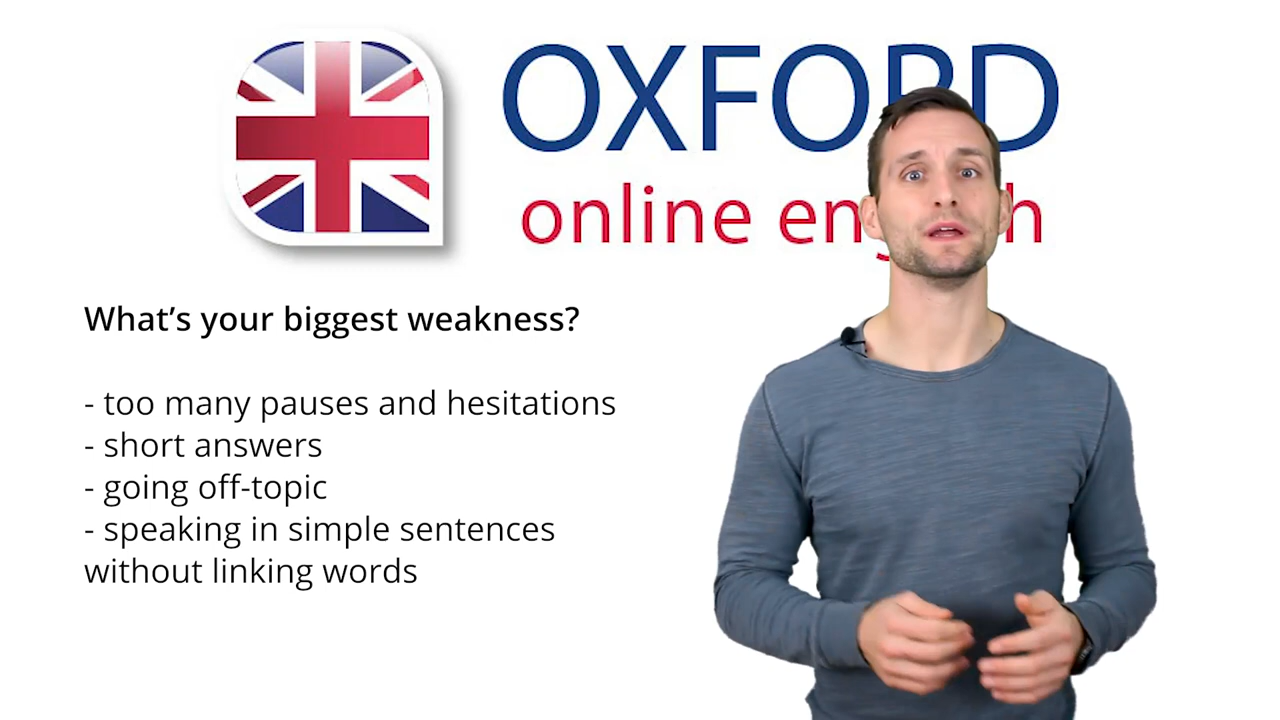 OXFORD
online english
What's your biggest weakness?
- too many pauses and hesitations
- short answers
- going off-topic
- speaking in simple sentences
without linking words